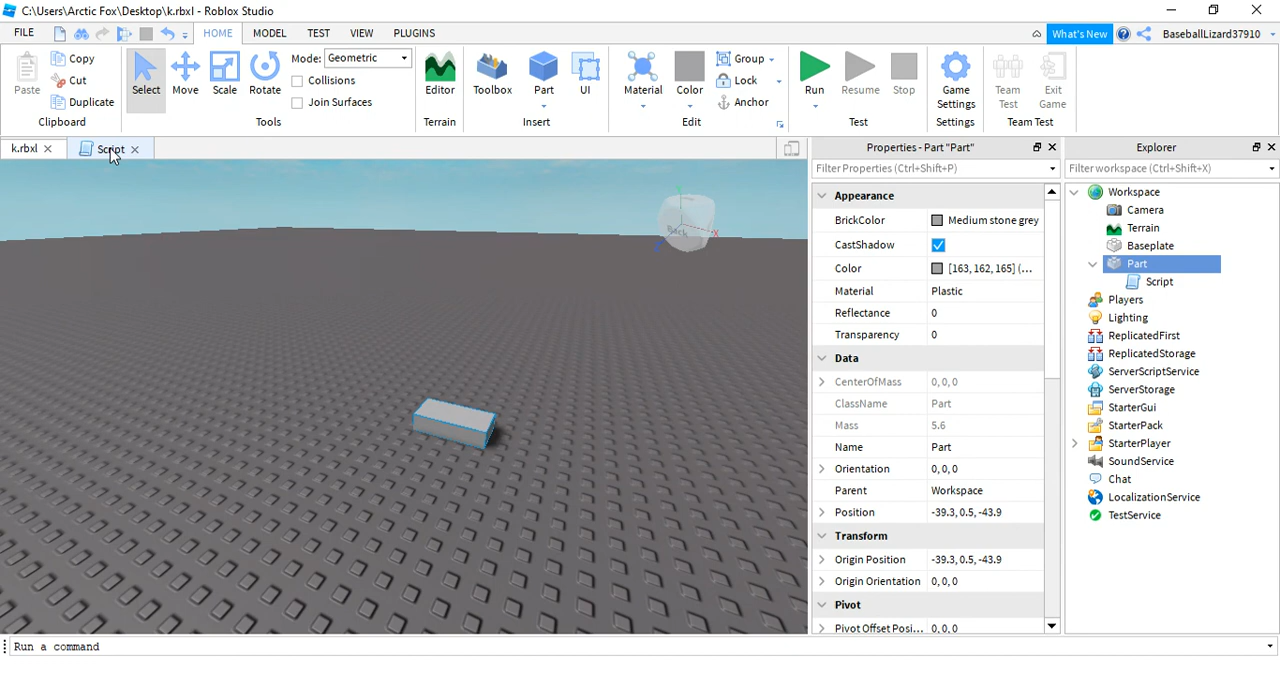 C:\Users\Arctic Fox\Desktop\k.rbxl - Roblox Studio
FILE HOME MODEL TEST VIEW PLUGINS What's New BaseballLizard37910
Paste Copy Cut Duplicate Clipboard
Select Move Scale Rotate Mode: Geometric Collisions Join Surfaces Tools
Editor Terrain
Toolbox Part UI Insert
Material Color Group Lock Anchor Edit
Run Resume Stop Test
Game Settings Settings
Team Test Exit Game Team Test
k.rbxl Script
Back X
Properties - Part "Part"
Filter Properties (Ctrl+Shift+P)
Appearance
BrickColor Medium stone grey
CastShadow
Color [163, 162, 165] (...
Material Plastic
Reflectance 0
Transparency 0
Data
CenterOfMass 0, 0, 0
ClassName Part
Mass 5.6
Name Part
Orientation 0, 0, 0
Parent Workspace
Position -39.3, 0.5, -43.9
Transform
Origin Position -39.3, 0.5, -43.9
Origin Orientation 0, 0, 0
Pivot
Pivot Offset Posi... 0, 0, 0
Explorer
Filter workspace (Ctrl+Shift+X)
Workspace
Camera
Terrain
Baseplate
Part
Script
Players
Lighting
ReplicatedFirst
ReplicatedStorage
ServerScriptService
ServerStorage
StarterGui
StarterPack
StarterPlayer
SoundService
Chat
LocalizationService
TestService
Run a command